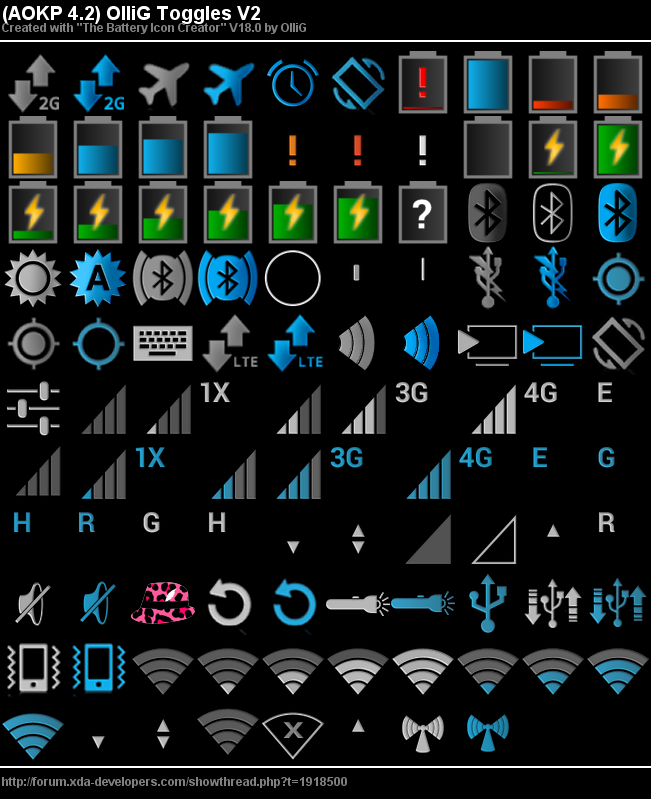 (AOKP 4.2) OlliG Toggles V2
Created with "The Battery Icon Creator" V18.0 by OlliG
2G 2G !
! ! !
?
A
LTE LTE
1X 3G 4G E
1X 3G 4G E G
H R G H R
X
http://forum.xda-developers.com/showthread.php?t=1918500